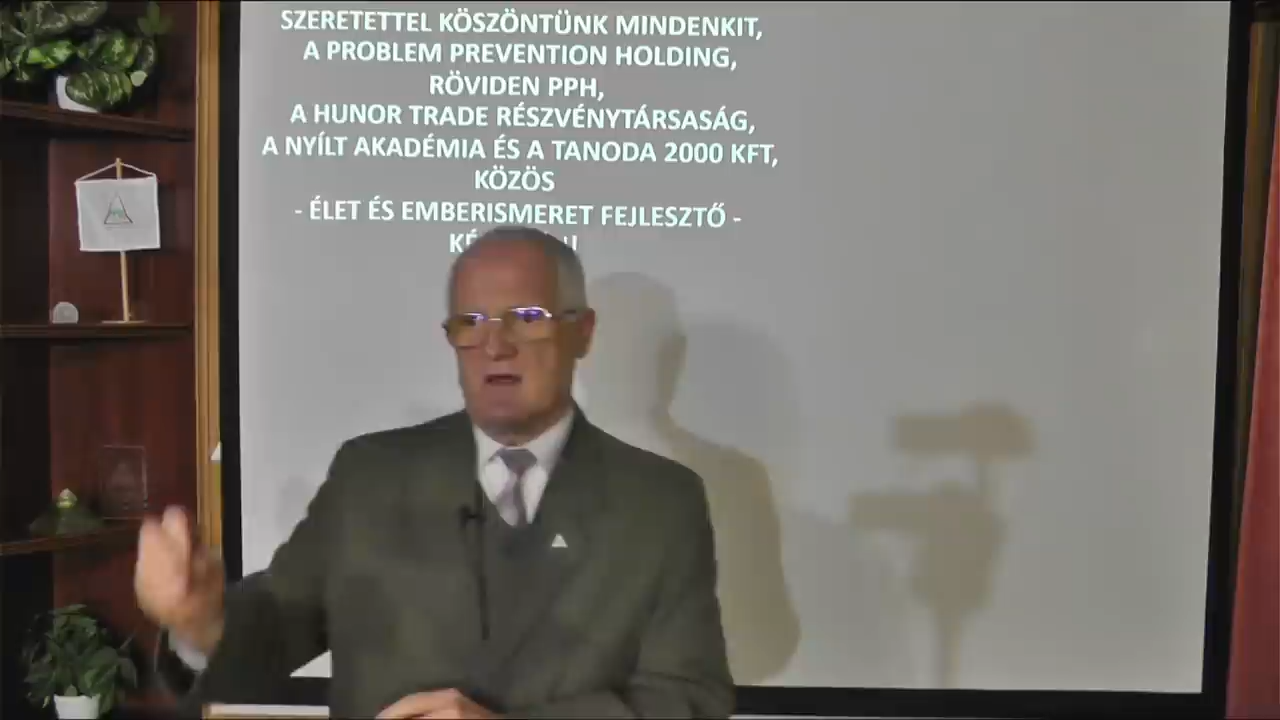 SZERETETTEL KÖSZÖNTÜNK MINDENKIT,
A PROBLEM PREVENTION HOLDING,
RÖVIDEN PPH,
A HUNOR TRADE RÉSZVÉNYTÁRSASÁG,
A NYÍLT AKADÉMIA ÉS A TANODA 2000 KFT,
KÖZÖS
- ÉLET ÉS EMBERISMERET FEJLESZTŐ -